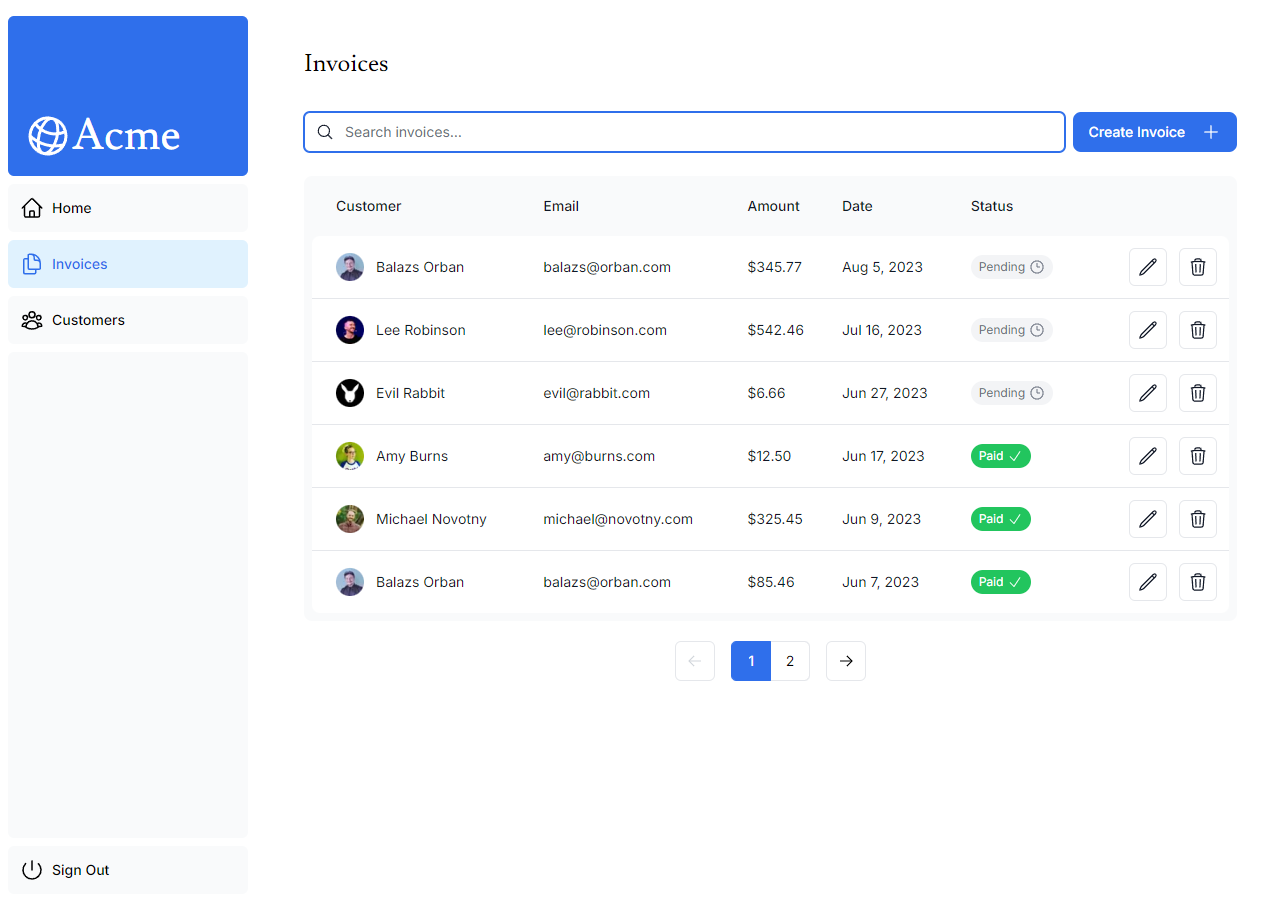 Acme
Home
Invoices
Customers
Sign Out
Invoices
Search invoices...
Create Invoice
Customer Email Amount Date Status
Balazs Orban balazs@orban.com $345.77 Aug 5, 2023 Pending
Lee Robinson lee@robinson.com $542.46 Jul 16, 2023 Pending
Evil Rabbit evil@rabbit.com $6.66 Jun 27, 2023 Pending
Amy Burns amy@burns.com $12.50 Jun 17, 2023 Paid
Michael Novotny michael@novotny.com $325.45 Jun 9, 2023 Paid
Balazs Orban balazs@orban.com $85.46 Jun 7, 2023 Paid
1 2